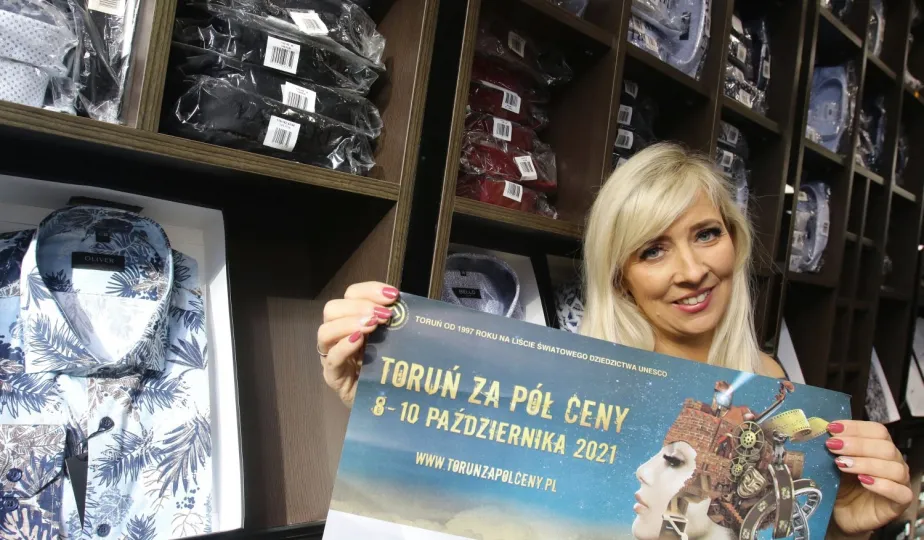 OLIVER
TORUŃ OD 1997 ROKU NA LIŚCIE ŚWIATOWEGO DZIEDZICTWA UNESCO
TORUŃ ZA PÓŁ CENY
8-10 PAŹDZIERNIKA 2021
WWW.TORUNZAPOLCENY.PL